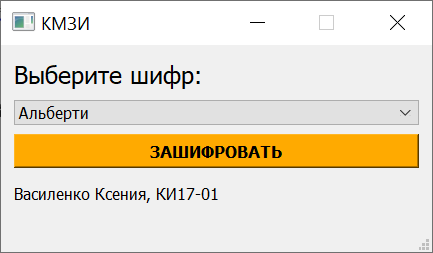 КМЗИ
Выберите шифр:
Альберти
ЗАШИФРОВАТЬ
Василенко Ксения, КИ17-01